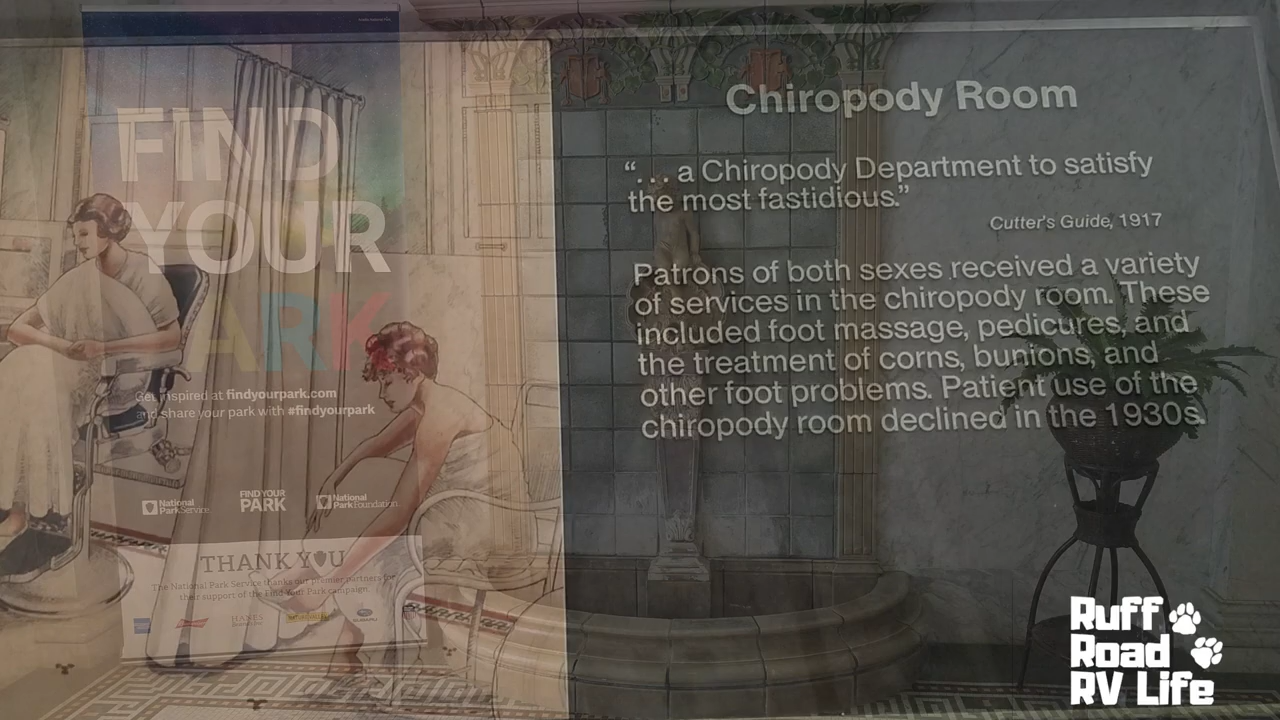 FIND
YOUR
PARK
Get inspired at findyourpark.com
and share your park with #findyourpark
National
Park Service
FIND YOUR
PARK
National
Park Foundation
THANK YOU
The National Park Service thanks our premier partners for
their support of the Find Your Park campaign.
HANES
SUBARU
Chiropody Room
“. . . a Chiropody Department to satisfy
the most fastidious.”
Cutter's Guide, 1917
Patrons of both sexes received a variety
of services in the chiropody room. These
included foot massage, pedicures, and
the treatment of corns, bunions, and
other foot problems. Patient use of the
chiropody room declined in the 1930s.
Ruff
Road
RV Life